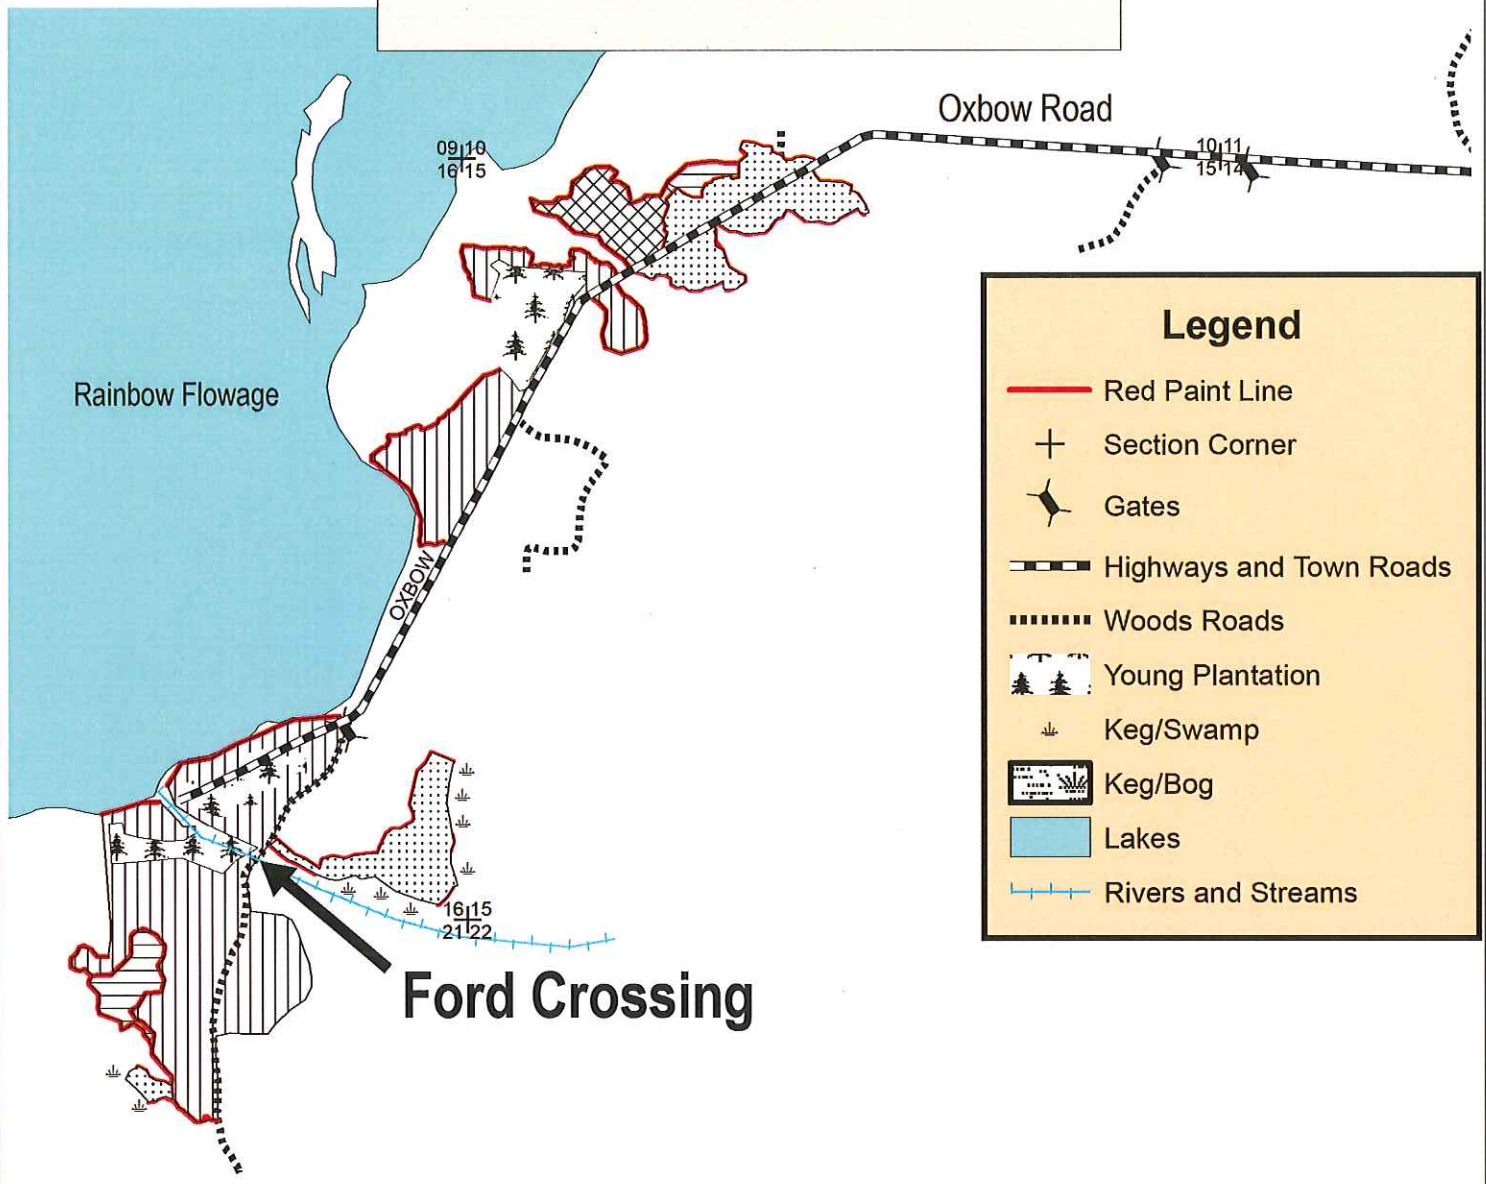 Oxbow Road
09 10
16 15
10 11
15 14
Rainbow Flowage
OXBOW
16 15
21 22
Ford Crossing
Legend
Red Paint Line
Section Corner
Gates
Highways and Town Roads
Woods Roads
Young Plantation
Keg/Swamp
Keg/Bog
Lakes
Rivers and Streams